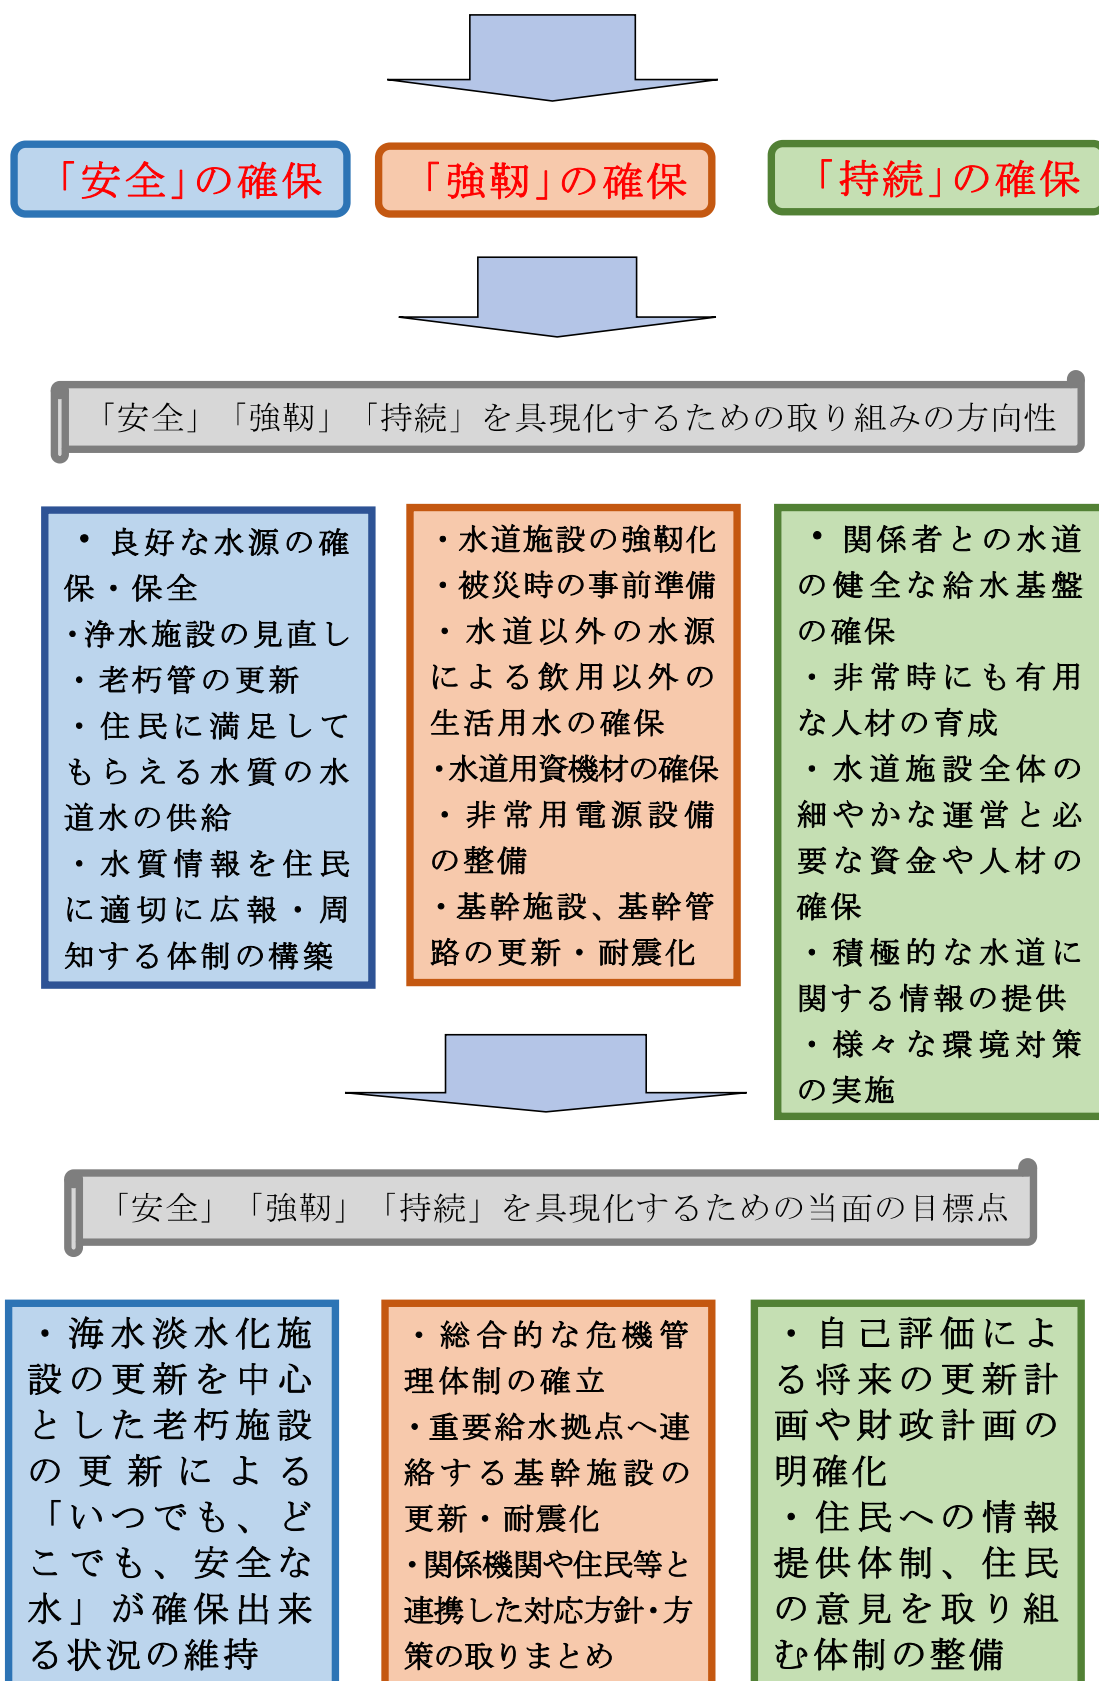 「安全」の確保
「強靭」の確保
「持続」の確保
「安全」「強靭」「持続」を具現化するための取り組みの方向性
・良好な水源の確
保・保全
・浄水施設の見直し
・老朽管の更新
・住民に満足して
もらえる水質の水
道水の供給
・水質情報を住民
に適切に広報・周
知する体制の構築
・水道施設の強靭化
・被災時の事前準備
・水道以外の水源
による飲用以外の
生活用水の確保
・水道用資機材の確保
・非常用電源設備
の整備
・基幹施設、基幹管
路の更新・耐震化
・関係者との水道
の健全な給水基盤
の確保
・非常時にも有用
な人材の育成
・水道施設全体の
細やかな運営と必
要な資金や人材の
確保
・積極的な水道に
関する情報の提供
・様々な環境対策
の実施
「安全」「強靭」「持続」を具現化するための当面の目標点
・海水淡水化施
設の更新を中心
とした老朽施設
の更新による
「いつでも、ど
こでも、安全な
水」が確保出来
る状況の維持
・総合的な危機管
理体制の確立
・重要給水拠点へ連
絡する基幹施設の
更新・耐震化
・関係機関や住民等と
連携した対応方針・方
策の取りまとめ
・自己評価によ
る将来の更新計
画や財政計画の
明確化
・住民への情報
提供体制、住民
の意見を取り組
む体制の整備